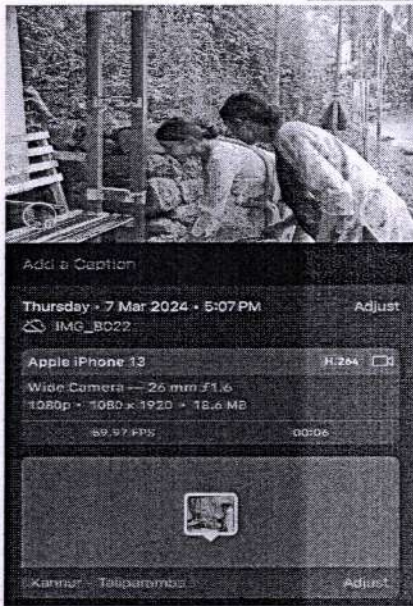 Add a Caption
Thursday • 7 Mar 2024 • 5:07 PM Adjust
IMG_8022
Apple iPhone 13 H.264
Wide Camera — 26 mm ƒ1.6
1080p • 1080 x 1920 • 18.6 MB
59.97 FPS 00:06
Kannur - Taliparamba Adjust